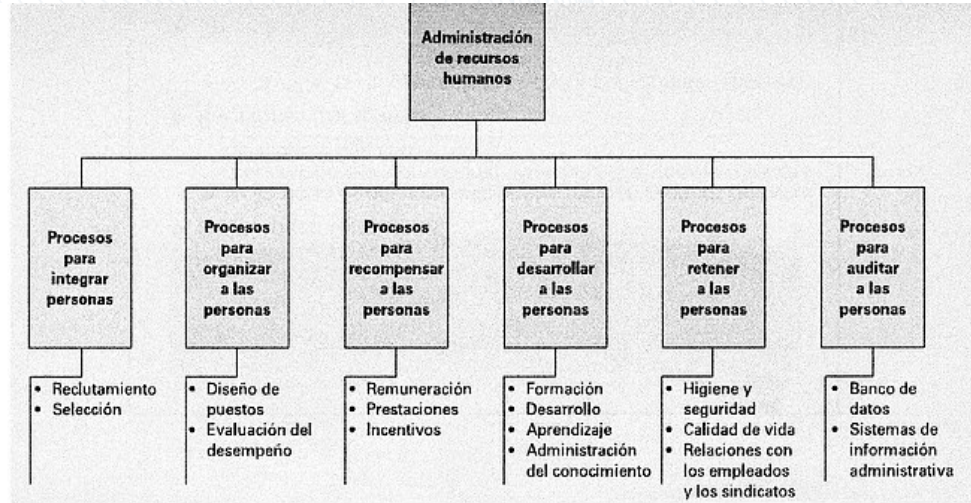 Administración
de recursos
humanos
Procesos
para
integrar
personas
Procesos
para
organizar
a las
personas
Procesos
para
recompensar
a las
personas
Procesos
para
desarrollar
a las
personas
Procesos
para
retener
a las
personas
Procesos
para
auditar
a las
personas
• Reclutamiento
• Selección
• Diseño de
puestos
• Evaluación del
desempeño
• Remuneración
• Prestaciones
• Incentivos
• Formación
• Desarrollo
• Aprendizaje
• Administración
del conocimiento
• Higiene y
seguridad
• Calidad de vida
• Relaciones con
los empleados
y los sindicatos
• Banco de
datos
• Sistemas de
información
administrativa